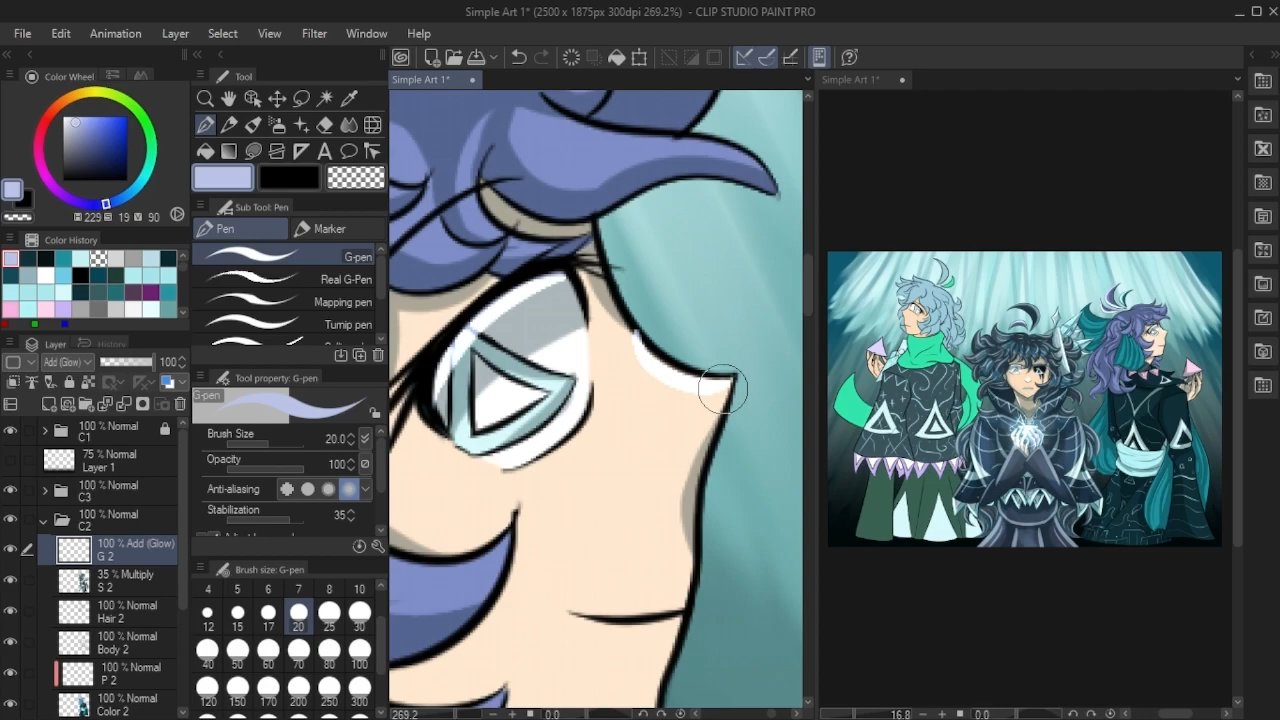 Simple Art 1* (2500 x 1875px 300dpi 269.2%) - CLIP STUDIO PAINT PRO
File Edit Animation Layer Select View Filter Window Help
Color Wheel
Tool
Simple Art 1*
Simple Art 1*
229 19 90
Sub Tool: Pen
Pen Marker
Color History
G-pen
Real G-Pen
Mapping pen
Turnip pen
Layer History
Add (Glow) 100
Tool property: G-pen
G-pen
Brush Size 20.0
Opacity 100
Anti-aliasing
Stabilization 35
100 % Normal
C1
75 % Normal
Layer 1
100 % Normal
C3
100 % Normal
C2
100 % Add (Glow)
G 2
35 % Multiply
S 2
100 % Normal
Hair 2
100 % Normal
Body 2
100 % Normal
P 2
100 % Normal
Color 2
Brush size: G-pen
4 5 6 7 8 10
12 15 17 20 25 30
40 50 60 70 80 100
120 150 170 200 250 300
269.2 0.0
16.8 0.0